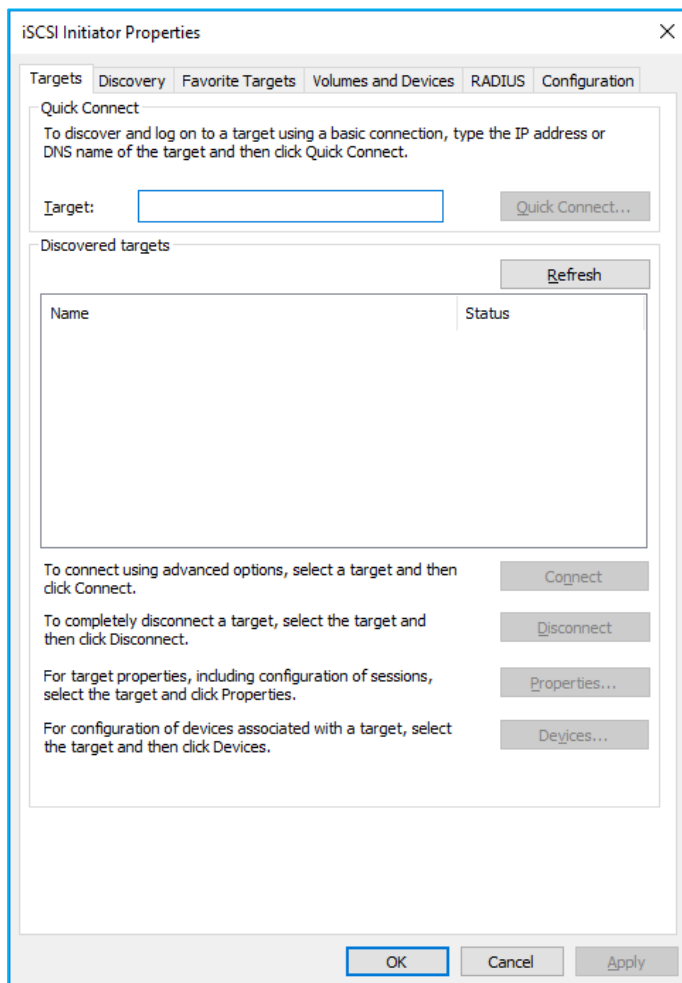 iSCSI Initiator Properties
Targets Discovery Favorite Targets Volumes and Devices RADIUS Configuration
Quick Connect
To discover and log on to a target using a basic connection, type the IP address or
DNS name of the target and then click Quick Connect.
Target: Quick Connect...
Discovered targets
Refresh
Name Status
To connect using advanced options, select a target and then
click Connect.
Connect
To completely disconnect a target, select the target and
then click Disconnect.
Disconnect
For target properties, including configuration of sessions,
select the target and click Properties.
Properties...
For configuration of devices associated with a target, select
the target and then click Devices.
Devices...
OK Cancel Apply